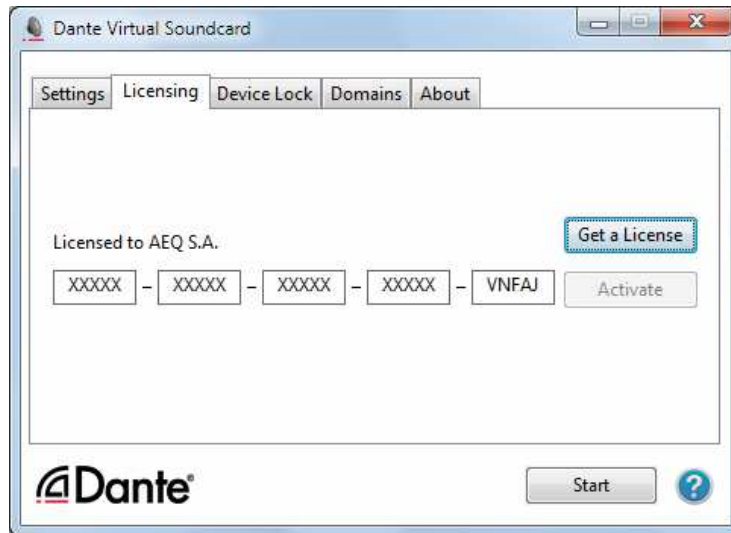 Dante Virtual Soundcard
Settings Licensing Device Lock Domains About
Licensed to AEQ S.A.
Get a License
XXXXX – XXXXX – XXXXX – XXXXX – VNFAJ
Activate
Dante®
Start
?